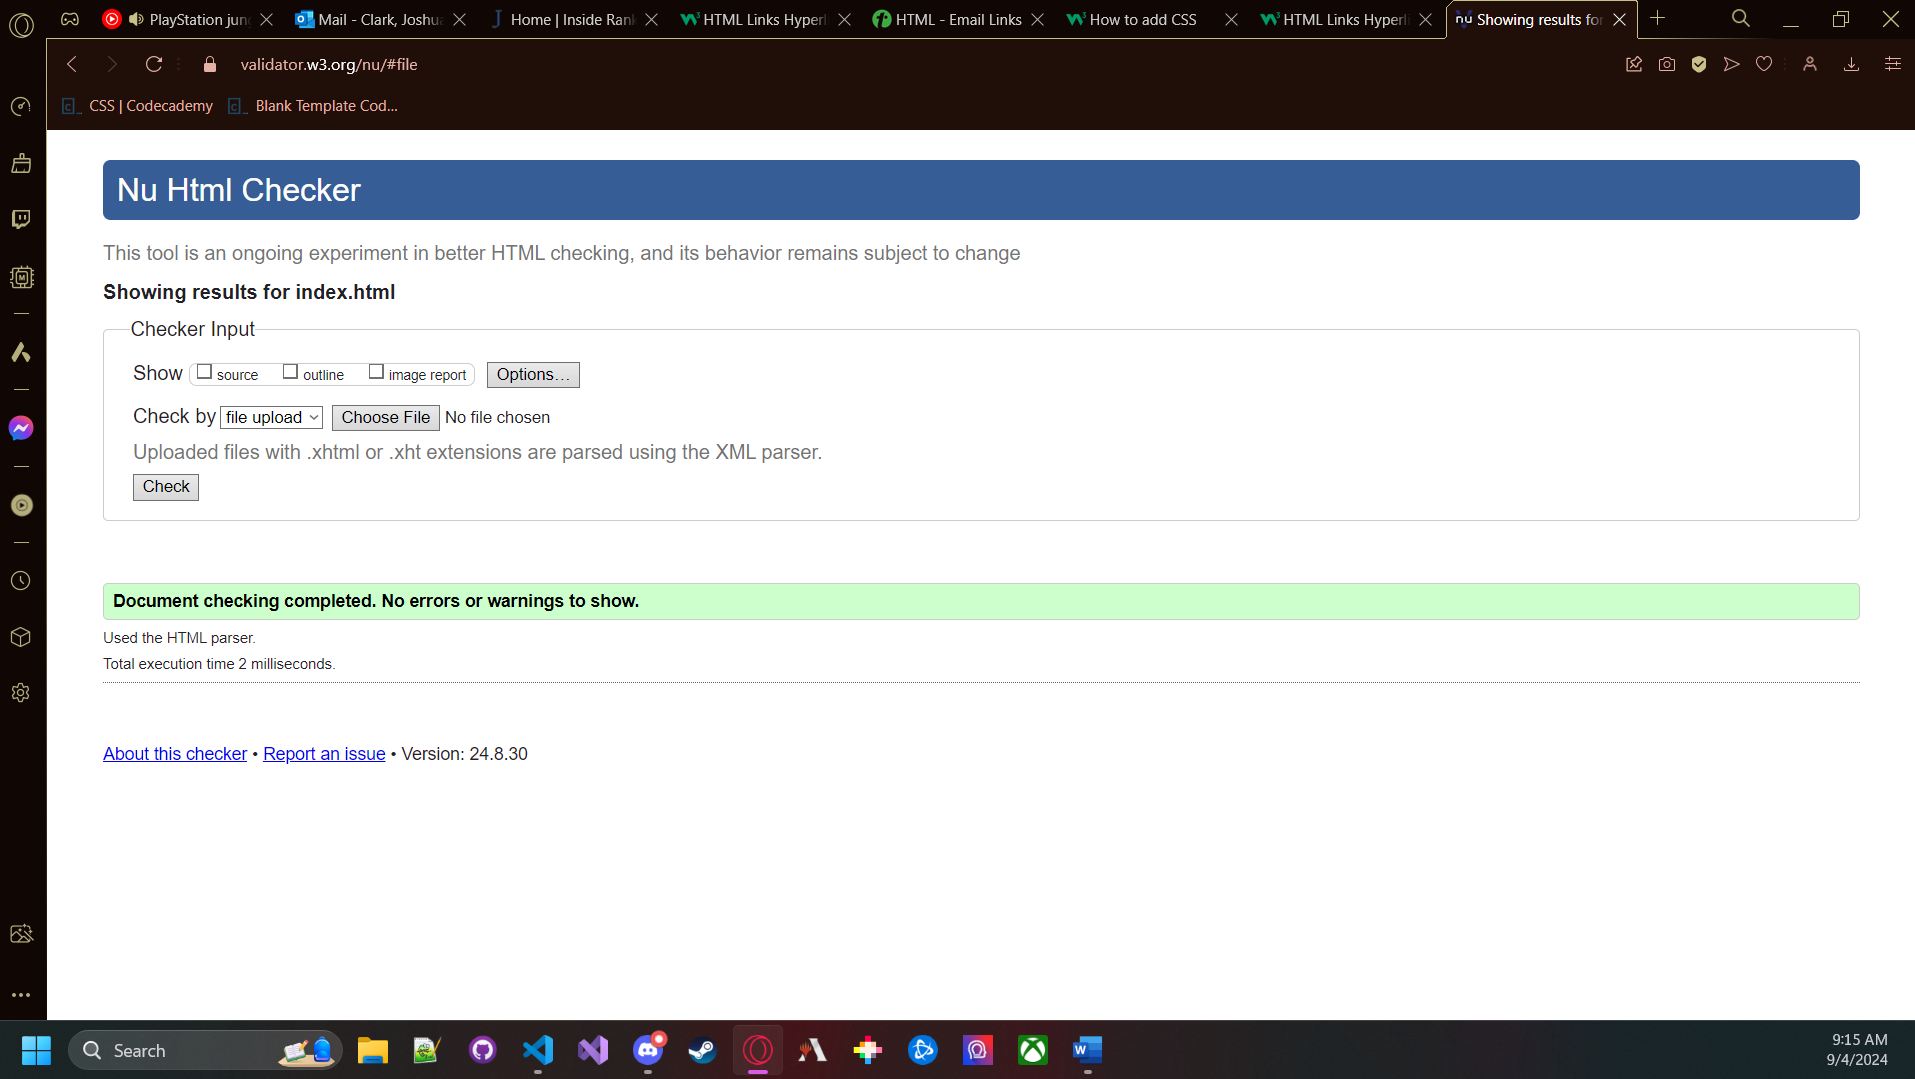 PlayStation jun
Mail - Clark, Joshua
Home | Inside Rank
HTML Links Hyperli
HTML - Email Links
How to add CSS
HTML Links Hyperli
Showing results for
validator.w3.org/nu/#file
CSS | Codecademy
Blank Template Cod...
Nu Html Checker
This tool is an ongoing experiment in better HTML checking, and its behavior remains subject to change
Showing results for index.html
Checker Input
Show source outline image report Options...
Check by file upload Choose File No file chosen
Uploaded files with .xhtml or .xht extensions are parsed using the XML parser.
Check
Document checking completed. No errors or warnings to show.
Used the HTML parser.
Total execution time 2 milliseconds.
About this checker • Report an issue • Version: 24.8.30
Search
9:15 AM
9/4/2024